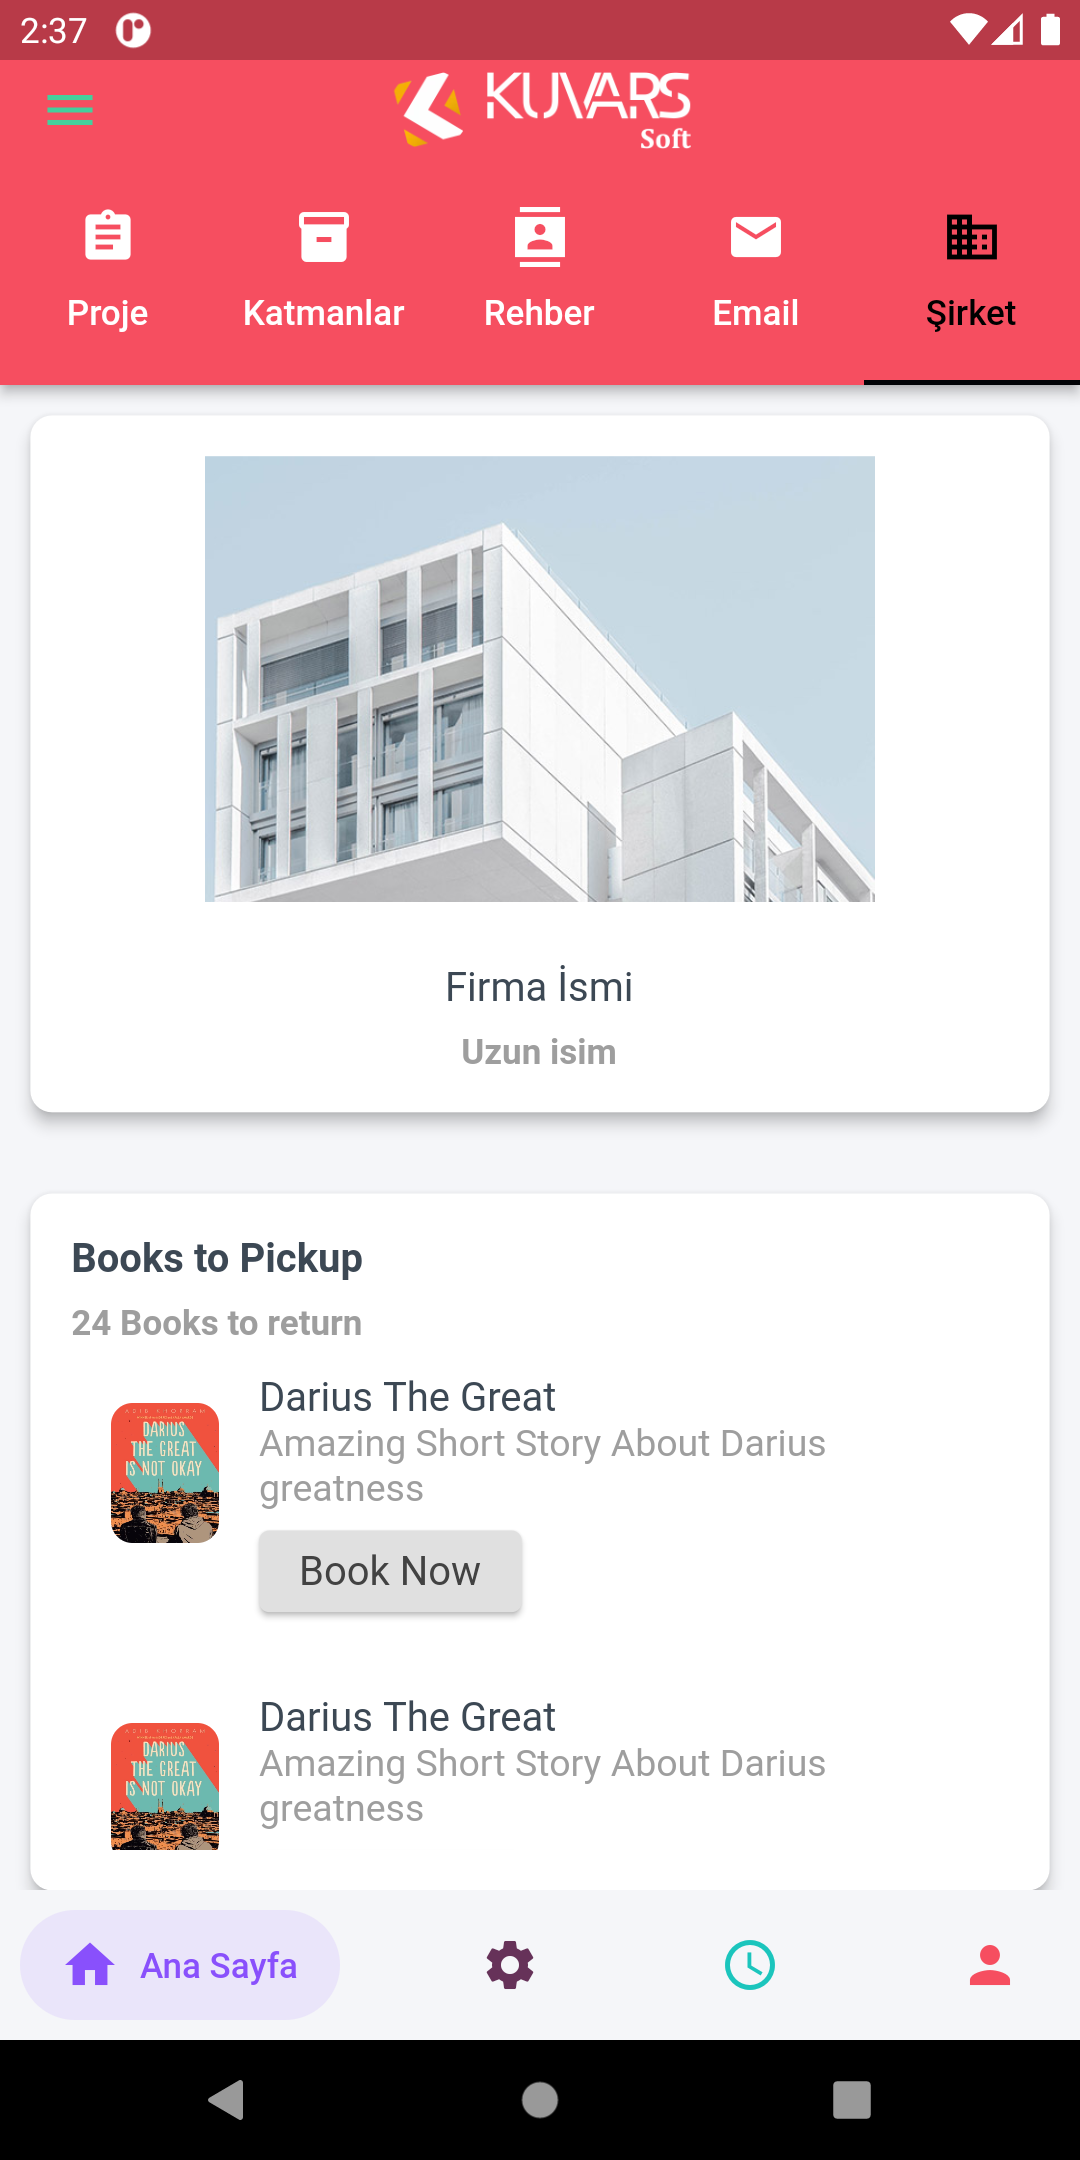 2:37
KUVARS
Soft
Proje
Katmanlar
Rehber
Email
Şirket
Firma İsmi
Uzun isim
Books to Pickup
24 Books to return
DARIUS
THE GREAT
IS NOT OKAY
Darius The Great
Amazing Short Story About Darius
greatness
Book Now
DARIUS
THE GREAT
IS NOT OKAY
Darius The Great
Amazing Short Story About Darius
greatness
Ana Sayfa